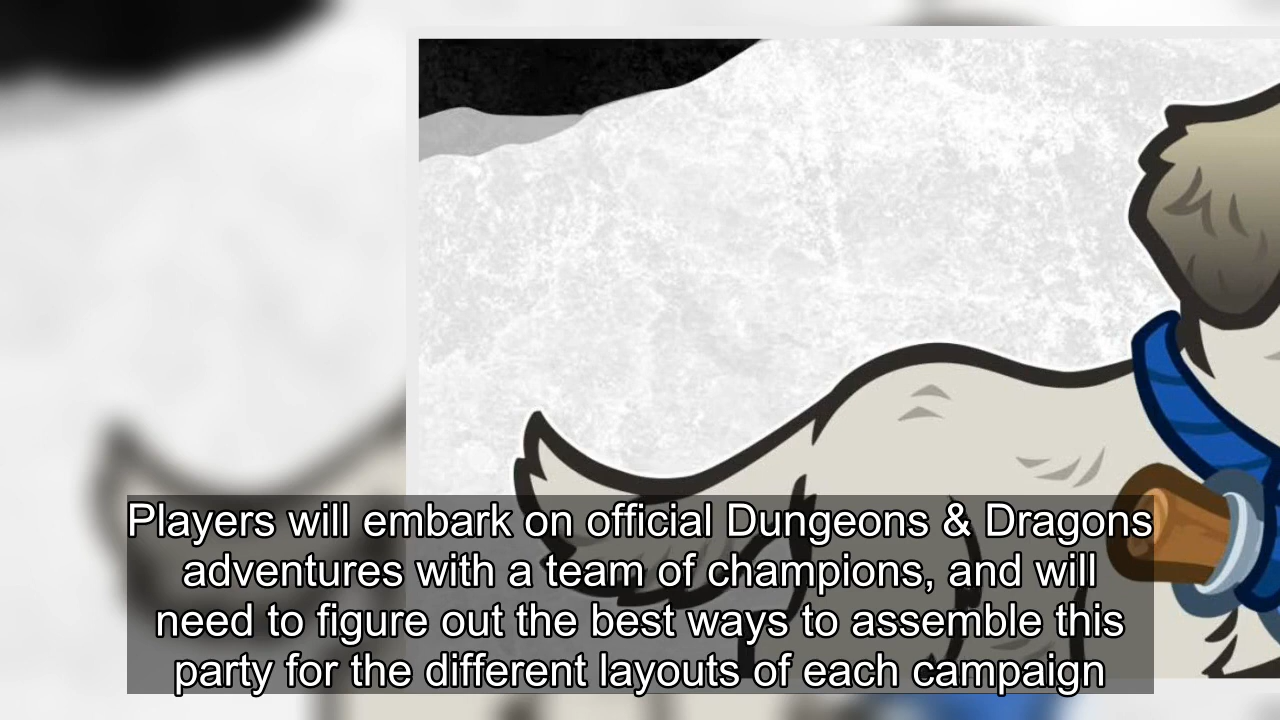 Players will embark on official Dungeons & Dragons
adventures with a team of champions, and will
need to figure out the best ways to assemble this
party for the different layouts of each campaign